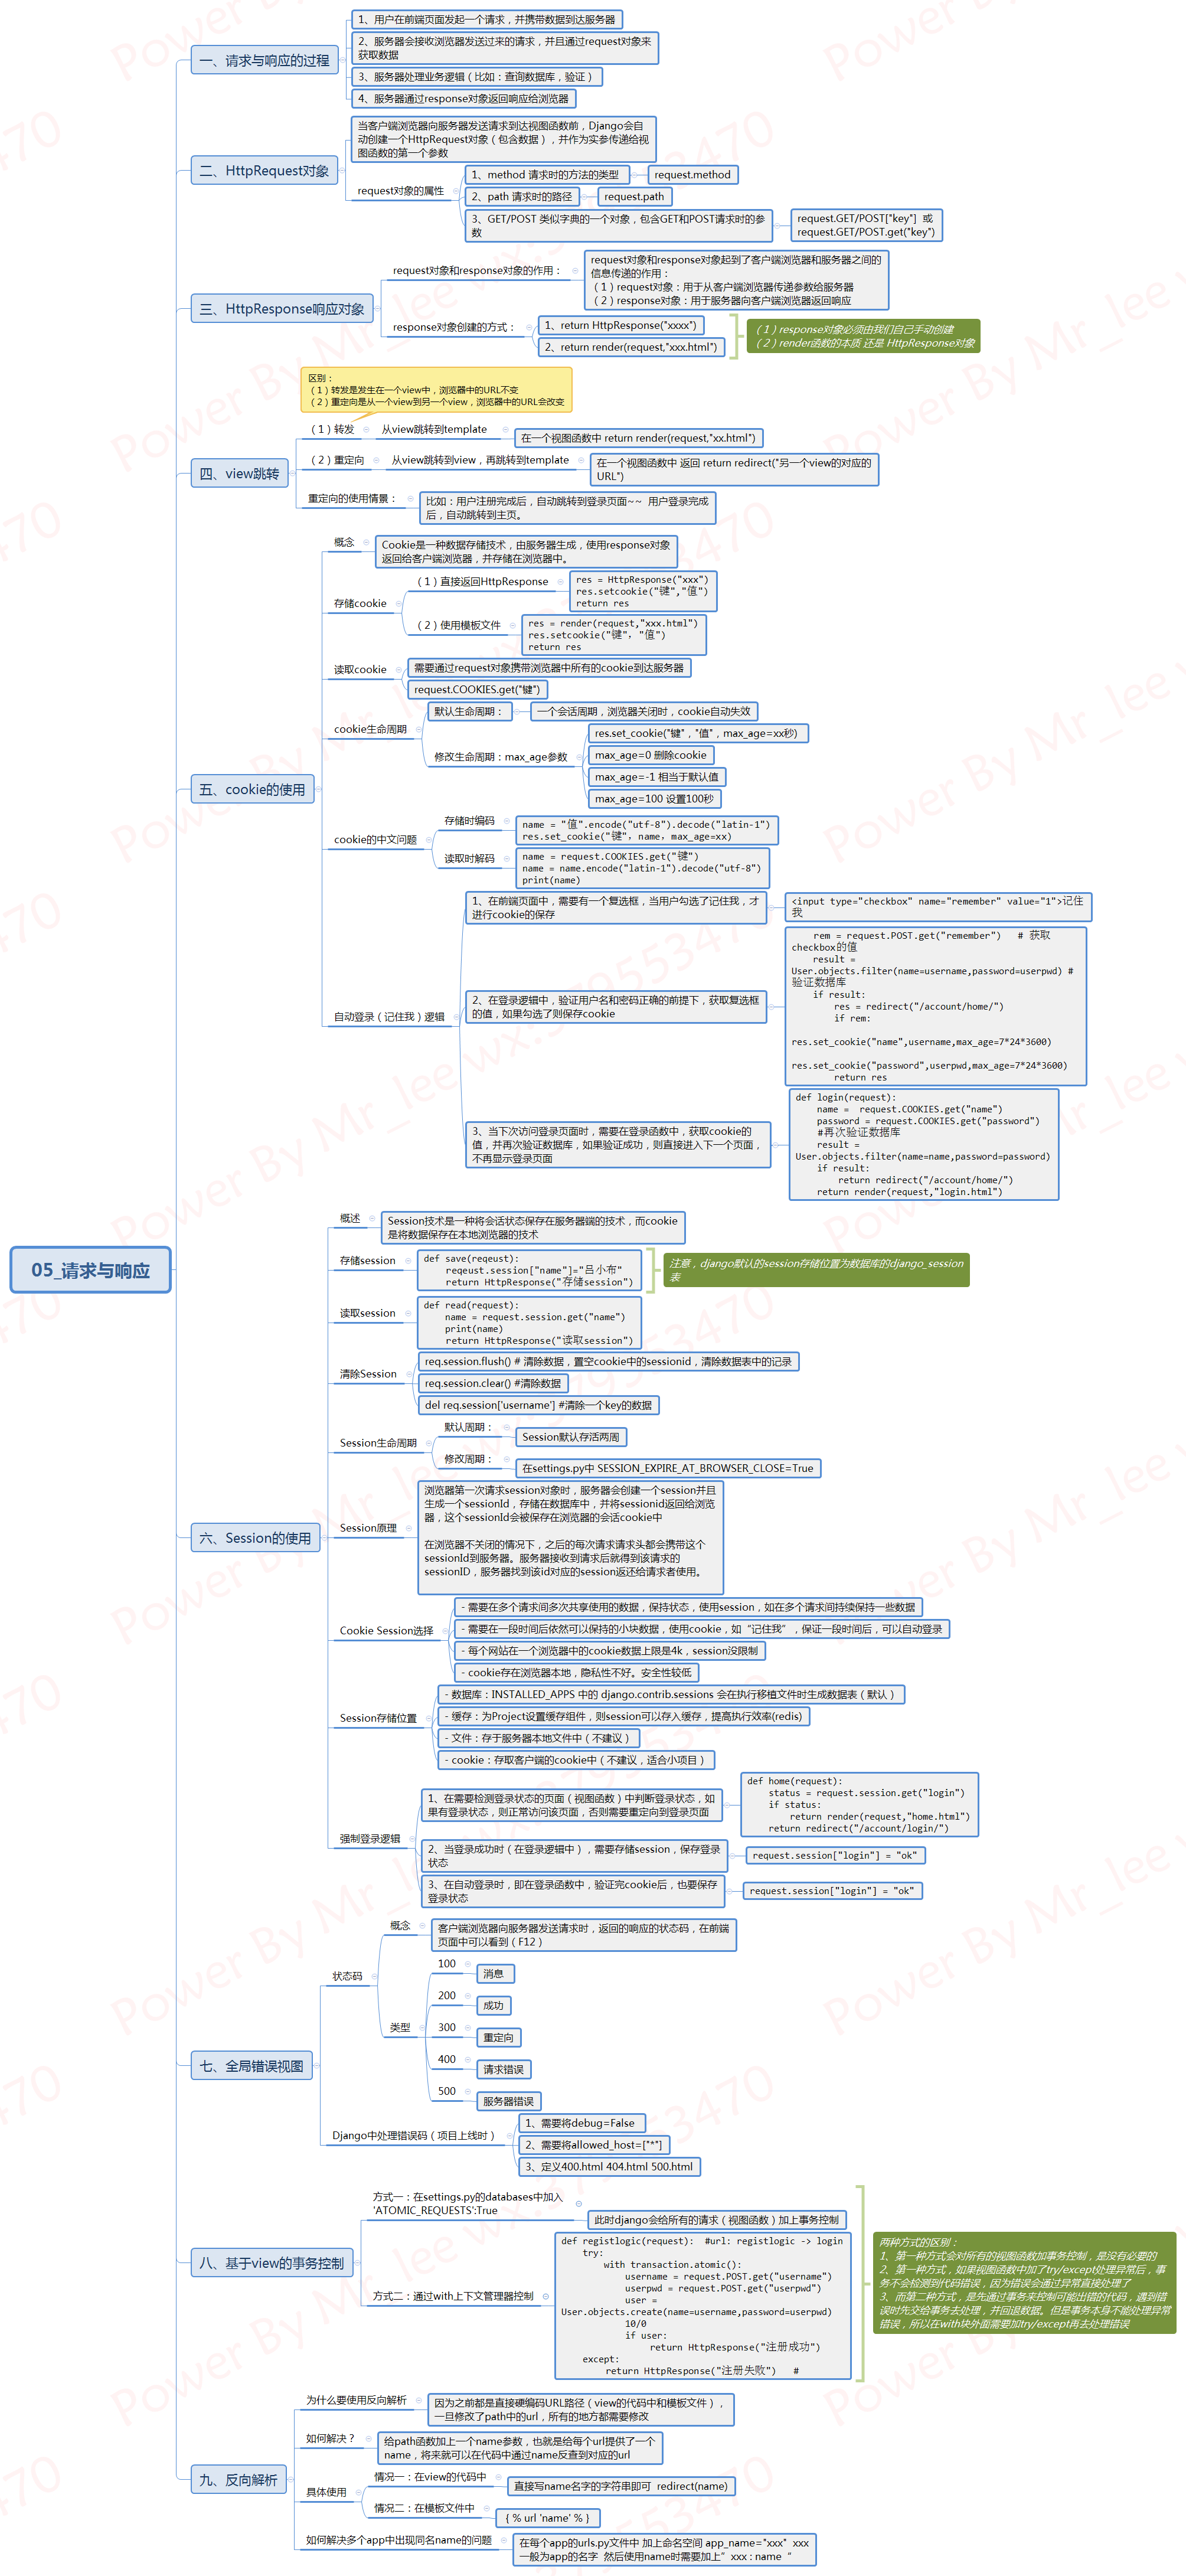 05_请求与响应
一、请求与响应的过程
1、用户在前端页面发起一个请求，并携带数据到达服务器
2、服务器会接收浏览器发送过来的请求，并且通过request对象来
获取数据
3、服务器处理业务逻辑（比如：查询数据库，验证）
4、服务器通过response对象返回响应给浏览器
二、HttpRequest对象
当客户端浏览器向服务器发送请求到达视图函数前，Django会自
动创建一个HttpRequest对象（包含数据），并作为实参传递给视
图函数的第一个参数
request对象的属性
1、method 请求时的方法的类型
request.method
2、path 请求时的路径
request.path
3、GET/POST 类似字典的一个对象，包含GET和POST请求时的参
数
request.GET/POST["key"] 或
request.GET/POST.get("key")
三、HttpResponse响应对象
request对象和response对象的作用：
request对象和response对象起到了客户端浏览器和服务器之间的
信息传递的作用：
（1）request对象：用于从客户端浏览器传递参数给服务器
（2）response对象：用于服务器向客户端浏览器返回响应
response对象创建的方式：
1、return HttpResponse("xxxx")
2、return render(request,"xxx.html")
（1）response对象必须由我们自己手动创建
（2）render函数的本质 还是 HttpResponse对象
四、view跳转
区别：
（1）转发是发生在一个view中，浏览器中的URL不变
（2）重定向是从一个view到另一个view，浏览器中的URL会改变
（1）转发
从view跳转到template
在一个视图函数中 return render(request,"xx.html")
（2）重定向
从view跳转到view，再跳转到template
在一个视图函数中 返回 return redirect("另一个view的对应的
URL")
重定向的使用情景：
比如：用户注册完成后，自动跳转到登录页面~~ 用户登录完成
后，自动跳转到主页。
五、cookie的使用
概念
Cookie是一种数据存储技术，由服务器生成，使用response对象
返回给客户端浏览器，并存储在浏览器中。
存储cookie
（1）直接返回HttpResponse
res = HttpResponse("xxx")
res.setcookie("键","值")
return res
（2）使用模板文件
res = render(request,"xxx.html")
res.setcookie("键", "值")
return res
读取cookie
需要通过request对象携带浏览器中所有的cookie到达服务器
request.COOKIES.get("键")
cookie生命周期
默认生命周期：
一个会话周期，浏览器关闭时，cookie自动失效
修改生命周期：max_age参数
res.set_cookie("键"，"值"，max_age=xx秒)
max_age=0 删除cookie
max_age=-1 相当于默认值
max_age=100 设置100秒
cookie的中文问题
存储时编码
name = "值".encode("utf-8").decode("latin-1")
res.set_cookie("键", name, max_age=xx)
读取时解码
name = request.COOKIES.get("键")
name = name.encode("latin-1").decode("utf-8")
print(name)
自动登录（记住我）逻辑
1、在前端页面中，需要有一个复选框，当用户勾选了记住我，才
进行cookie的保存
<input type="checkbox" name="remember" value="1">记住
我
2、在登录逻辑中，验证用户名和密码正确的前提下，获取复选框
的值，如果勾选了则保存cookie
rem = request.POST.get("remember") # 获取
checkbox的值
result =
User.objects.filter(name=username,password=userpwd) #
验证数据库
if result:
res = redirect("/account/home/")
if rem:
res.set_cookie("name",username,max_age=7*24*3600)
res.set_cookie("password",userpwd,max_age=7*24*3600)
return res
3、当下次访问登录页面时，需要在登录函数中，获取cookie的
值，并再次验证数据库，如果验证成功，则直接进入下一个页面，
不再显示登录页面
def login(request):
name = request.COOKIES.get("name")
password = request.COOKIES.get("password")
#再次验证数据库
result =
User.objects.filter(name=name,password=password)
if result:
return redirect("/account/home/")
return render(request,"login.html")
六、Session的使用
概述
Session技术是一种将会话状态保存在服务器端的技术，而cookie
是将数据保存在本地浏览器的技术
存储session
def save(reqeust):
reqeust.session["name"]="吕小布"
return HttpResponse("存储session")
注意，django默认的session存储位置为数据库的django_session
表
读取session
def read(request):
name = request.session.get("name")
print(name)
return HttpResponse("读取session")
清除Session
req.session.flush() # 清除数据，置空cookie中的sessionid，清除数据表中的记录
req.session.clear() #清除数据
del req.session['username'] #清除一个key的数据
Session生命周期
默认周期：
Session默认存活两周
修改周期：
在settings.py中 SESSION_EXPIRE_AT_BROWSER_CLOSE=True
Session原理
浏览器第一次请求session对象时，服务器会创建一个session并且
生成一个sessionId，存储在数据库中，并将sessionid返回给浏览
器，这个sessionId会被保存在浏览器的会话cookie中
在浏览器不关闭的情况下，之后的每次请求请求头都会携带这个
sessionId到服务器。服务器接收到请求后就得到该请求的
sessionID，服务器找到该id对应的session返还给请求者使用。
Cookie Session选择
- 需要在多个请求间多次共享使用的数据，保持状态，使用session，如在多个请求间持续保持一些数据
- 需要在一段时间后依然可以保持的小块数据，使用cookie，如“记住我”，保证一段时间后，可以自动登录
- 每个网站在一个浏览器中的cookie数据上限是4k，session没限制
- cookie存在浏览器本地，隐私性不好。安全性较低
Session存储位置
- 数据库：INSTALLED_APPS 中的 django.contrib.sessions 会在执行移植文件时生成数据表（默认）
- 缓存：为Project设置缓存组件，则session可以存入缓存，提高执行效率(redis)
- 文件：存于服务器本地文件中（不建议）
- cookie：存取客户端的cookie中（不建议，适合小项目）
强制登录逻辑
1、在需要检测登录状态的页面（视图函数）中判断登录状态，如
果有登录状态，则正常访问该页面，否则需要重定向到登录页面
def home(request):
status = request.session.get("login")
if status:
return render(request,"home.html")
return redirect("/account/login/")
2、当登录成功时（在登录逻辑中），需要存储session，保存登录
状态
request.session["login"] = "ok"
3、在自动登录时，即在登录函数中，验证完cookie后，也要保存
登录状态
request.session["login"] = "ok"
七、全局错误视图
状态码
概念
客户端浏览器向服务器发送请求时，返回的响应的状态码，在前端
页面中可以看到（F12）
类型
100
消息
200
成功
300
重定向
400
请求错误
500
服务器错误
Django中处理错误码（项目上线时）
1、需要将debug=False
2、需要将allowed_host=["*"]
3、定义400.html 404.html 500.html
八、基于view的事务控制
方式一：在settings.py的databases中加入
'ATOMIC_REQUESTS':True
此时django会给所有的请求（视图函数）加上事务控制
方式二：通过with上下文管理器控制
def registlogic(request): #url: registlogic -> login
try:
with transaction.atomic():
username = request.POST.get("username")
userpwd = request.POST.get("userpwd")
user =
User.objects.create(name=username,password=userpwd)
10/0
if user:
return HttpResponse("注册成功")
except:
return HttpResponse("注册失败") #
两种方式的区别：
1、第一种方式会对所有的视图函数加事务控制，是没有必要的
2、第一种方式，如果视图函数中加了try/except处理异常后，事
务不会检测到代码错误，因为错误会通过异常直接处理了
3、而第二种方式，是先通过事务来控制可能出错的代码，遇到错
误时先交给事务去处理，并回退数据。但是事务本身不能处理异常
错误，所以在with块外面需要加try/except再去处理错误
九、反向解析
为什么要使用反向解析
因为之前都是直接硬编码URL路径（view的代码中和模板文件），
一旦修改了path中的url，所有的地方都需要修改
如何解决？
给path函数加上一个name参数，也就是给每个url提供了一个
name，将来就可以在代码中通过name反查到对应的url
具体使用
情况一：在view的代码中
直接写name名字的字符串即可 redirect(name)
情况二：在模板文件中
{ % url 'name' % }
如何解决多个app中出现同名name的问题
在每个app的urls.py文件中 加上命名空间 app_name="xxx" xxx
一般为app的名字 然后使用name时需要加上” xxx : name “